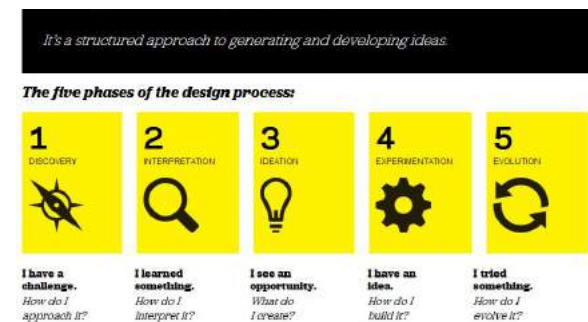 It's a structured approach to generating and developing ideas.
The five phases of the design process:
1
DISCOVERY
2
INTERPRETATION
3
IDEATION
4
EXPERIMENTATION
5
EVOLUTION
I have a
challenge.
How do I
approach it?
I learned
something.
How do I
interpret it?
I see an
opportunity.
What do
I create?
I have an
idea.
How do I
build it?
I tried
something.
How do I
evolve it?